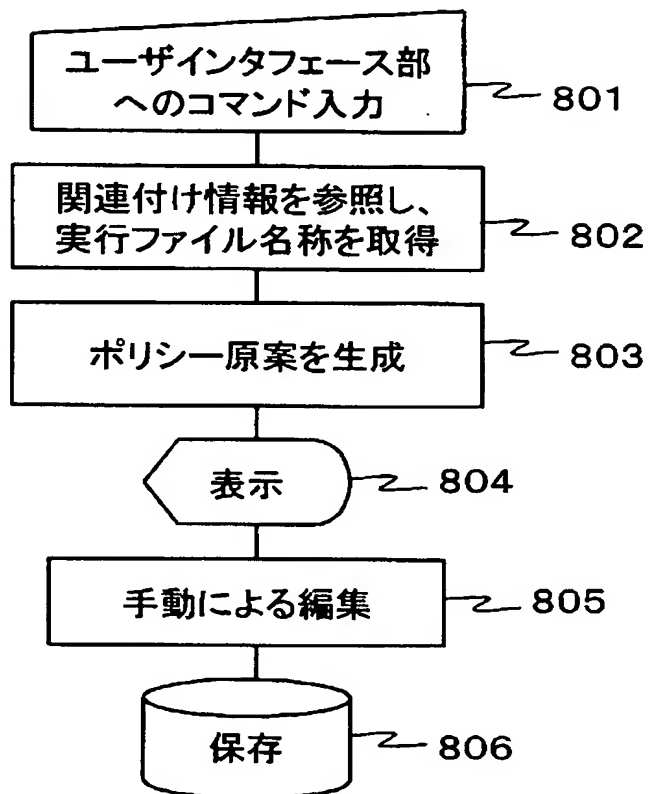 ユーザインタフェース部
へのコマンド入力
801
関連付け情報を参照し、
実行ファイル名称を取得
802
ポリシー原案を生成
803
表示
804
手動による編集
805
保存
806